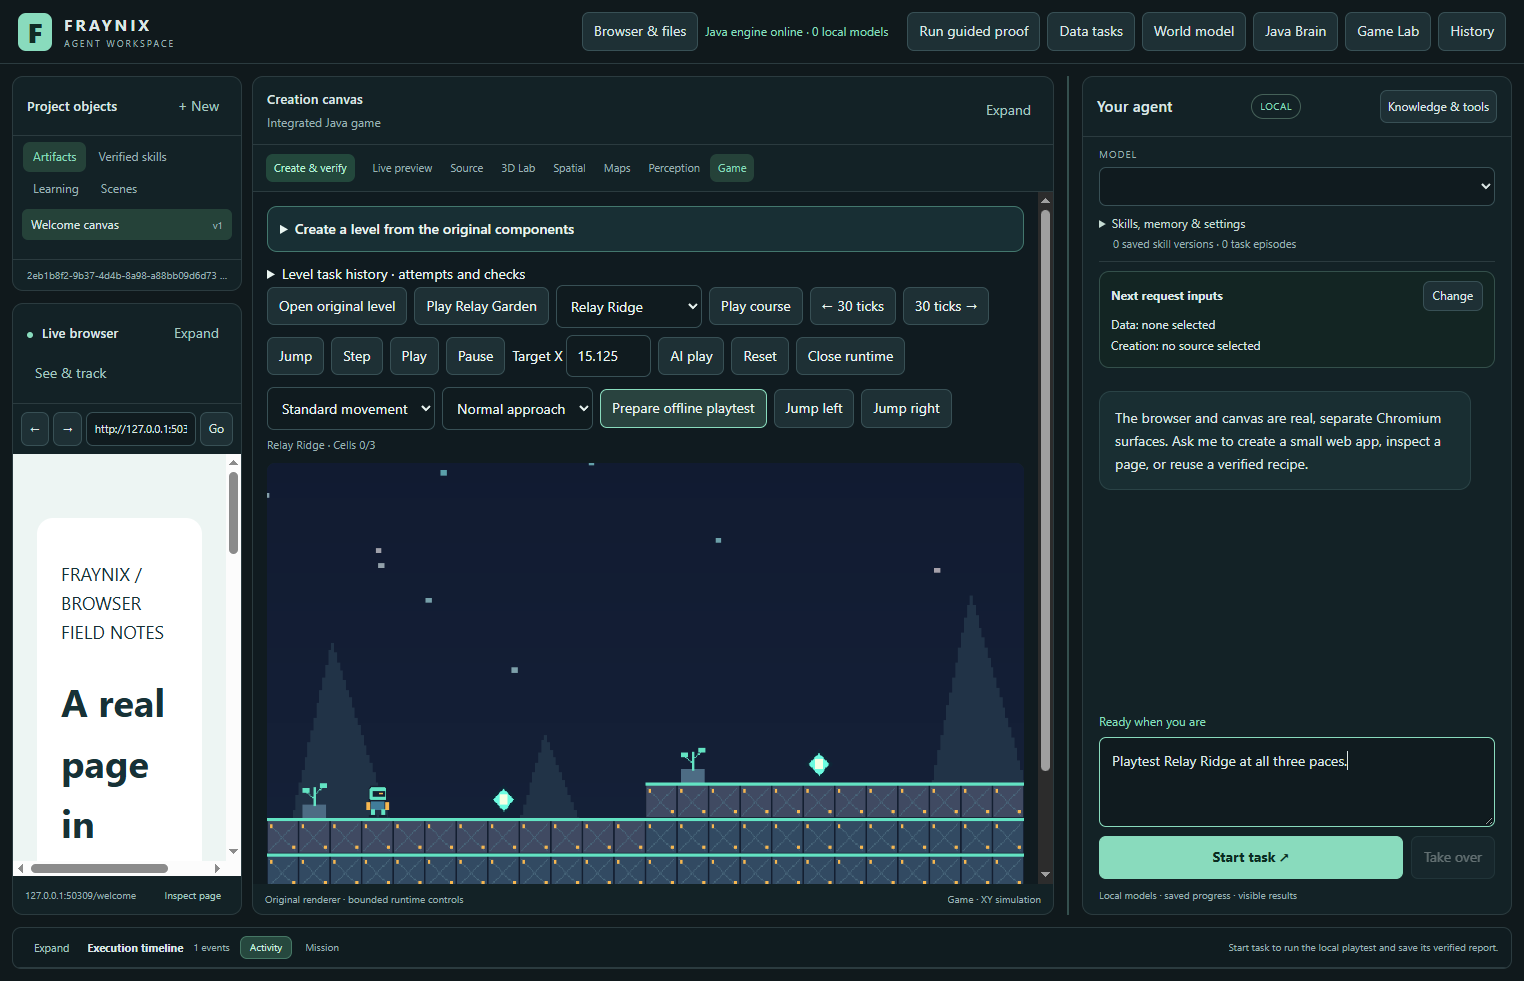 F FRAYNIX
AGENT WORKSPACE
Browser & files Java engine online · 0 local models Run guided proof Data tasks World model Java Brain Game Lab History
Project objects + New
Artifacts Verified skills
Learning Scenes
Welcome canvas v1
2eb1b8f2-9b37-4d4b-8a98-a88bb09d6d73 ...
Live browser Expand
See & track
← → http://127.0.0.1:503 Go
FRAYNIX /
BROWSER
FIELD NOTES
A real
page
in
127.0.0.1:50309/welcome Inspect page
Creation canvas
Integrated Java game
Expand
Create & verify Live preview Source 3D Lab Spatial Maps Perception Game
Create a level from the original components
Level task history · attempts and checks
Open original level Play Relay Garden Relay Ridge Play course ← 30 ticks 30 ticks →
Jump Step Play Pause Target X 15.125 AI play Reset Close runtime
Standard movement Normal approach Prepare offline playtest Jump left Jump right
Relay Ridge · Cells 0/3
Original renderer · bounded runtime controls Game · XY simulation
Your agent LOCAL Knowledge & tools
MODEL
Skills, memory & settings
0 saved skill versions · 0 task episodes
Next request inputs Change
Data: none selected
Creation: no source selected
The browser and canvas are real, separate Chromium
surfaces. Ask me to create a small web app, inspect a
page, or reuse a verified recipe.
Ready when you are
Playtest Relay Ridge at all three paces.
Start task ↗ Take over
Local models · saved progress · visible results
Expand Execution timeline 1 events Activity Mission Start task to run the local playtest and save its verified report.